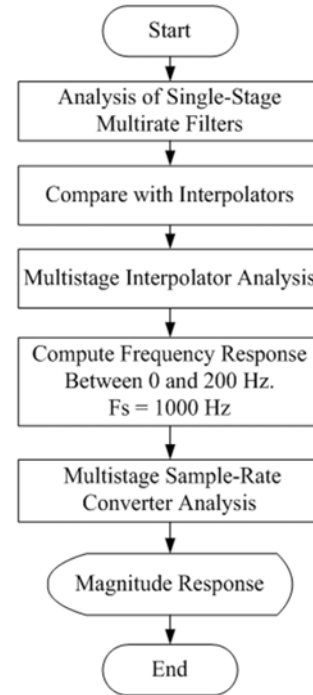 Start
Analysis of Single-Stage
Multirate Filters
Compare with Interpolators
Multistage Interpolator Analysis
Compute Frequency Response
Between 0 and 200 Hz.
Fs = 1000 Hz
Multistage Sample-Rate
Converter Analysis
Magnitude Response
End